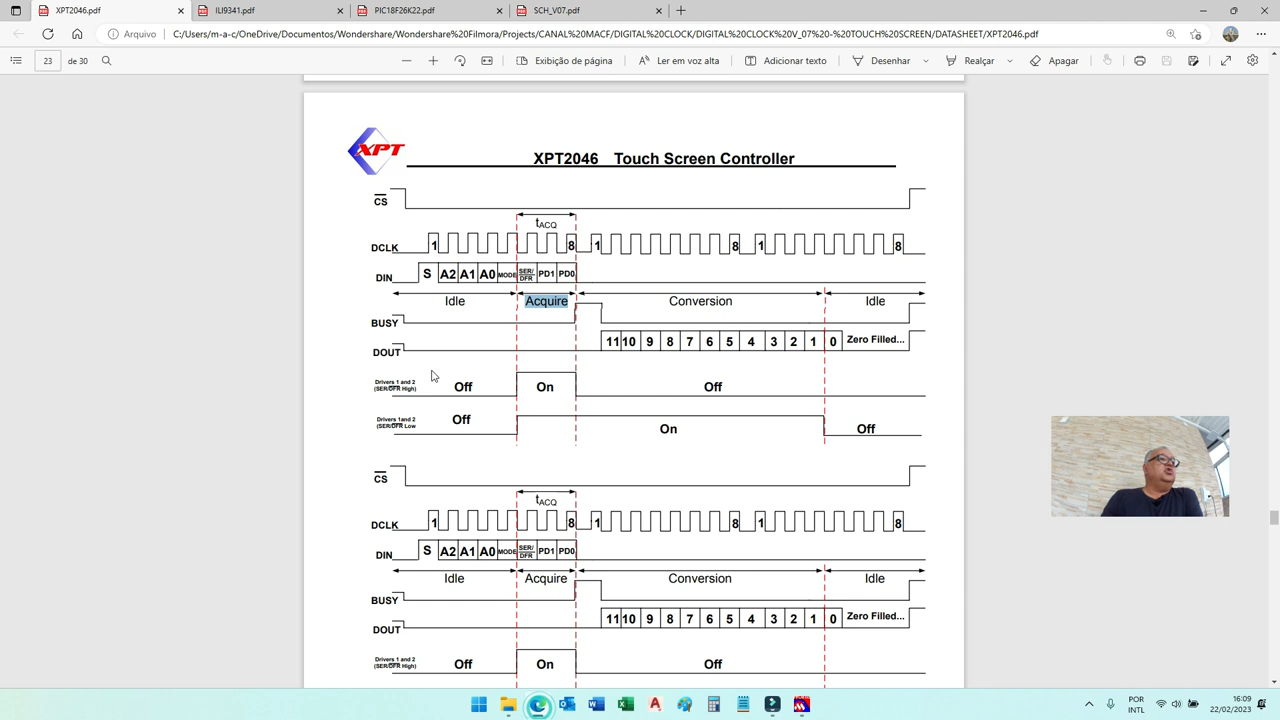 XPT2046.pdf
ILI9341.pdf
PIC18F26K22.pdf
SCH_V07.pdf
Arquivo
C:/Users/m-a-c/OneDrive/Documentos/Wondershare/Wondershare%20Filmora/Projects/CANAL%20MACF/DIGITAL%20CLOCK/DIGITAL%20CLOCK%20V_07%20-%20TOUCH%20SCREEN/DATASHEET/XPT2046.pdf
23 de 30
Exibição de página
Ler em voz alta
Adicionar texto
Desenhar
Realçar
Apagar
XPT
XPT2046 Touch Screen Controller
CS
tACQ
DCLK 1 8 1 8 1 8
DIN S A2 A1 A0 MODE SER/DFR PD1 PD0
Idle Acquire Conversion Idle
BUSY
DOUT 11 10 9 8 7 6 5 4 3 2 1 0 Zero Filled...
Drivers 1 and 2
(SER/DFR High) Off On Off
Drivers 1and 2
(SER/DFR Low Off On Off
CS
tACQ
DCLK 1 8 1 8 1 8
DIN S A2 A1 A0 MODE SER/DFR PD1 PD0
Idle Acquire Conversion Idle
BUSY
DOUT 11 10 9 8 7 6 5 4 3 2 1 0 Zero Filled...
Drivers 1 and 2
(SER/DFR High) Off On Off
POR
INTL
16:09
22/02/2023